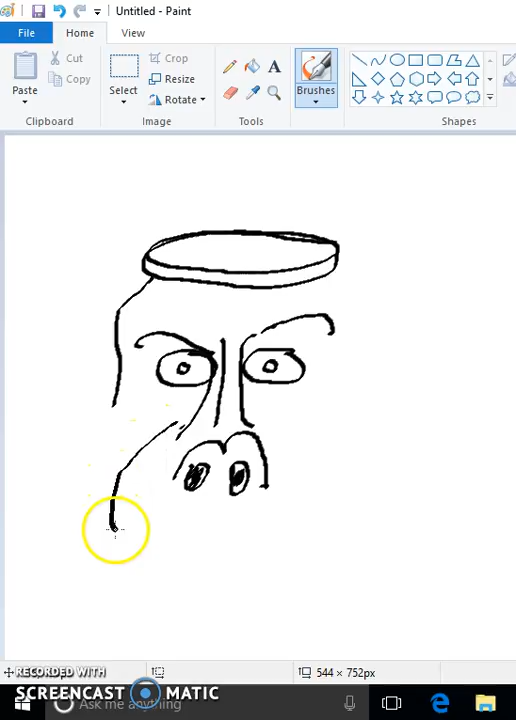 Untitled - Paint
File Home View
Paste Cut Copy
Select Crop Resize Rotate
A
Brushes
Clipboard Image Tools Shapes
544 × 752px
RECORDED WITH
SCREENCAST MATIC
Ask me anything